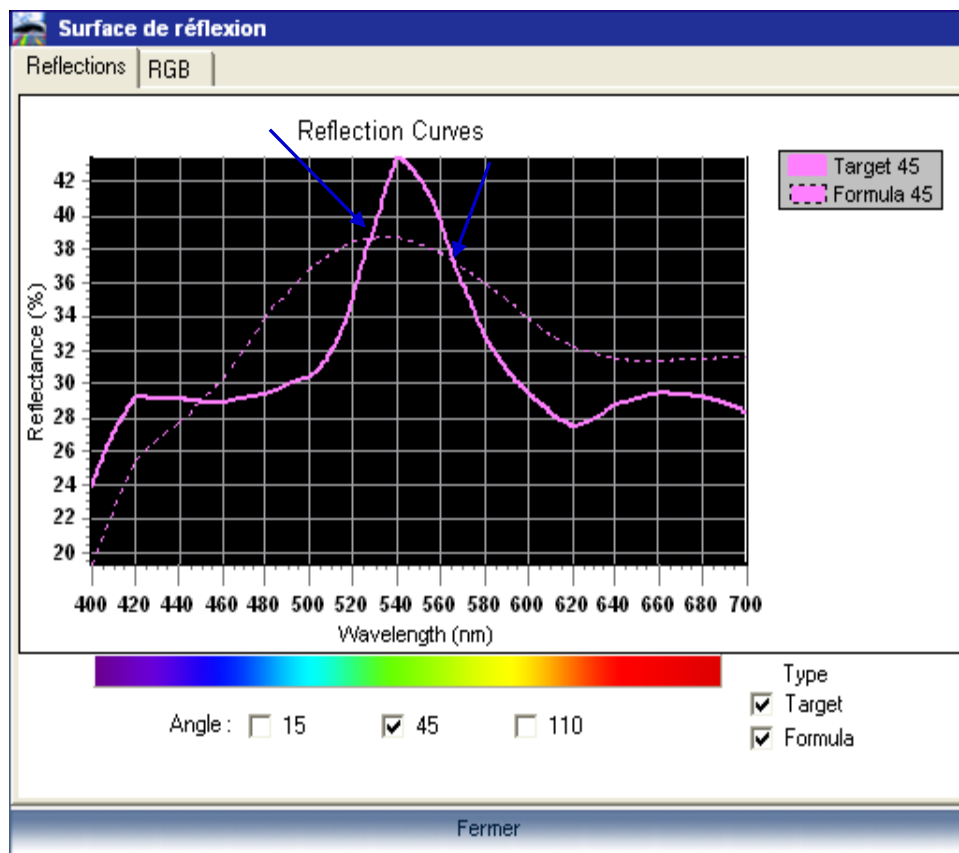 Surface de réflexion
Reflections RGB
Reflection Curves
Target 45
Formula 45
Reflectance (%)
42
40
38
36
34
32
30
28
26
24
22
20
400 420 440 460 480 500 520 540 560 580 600 620 640 660 680 700
Wavelength (nm)
Type
Target
Formula
Angle : 15 45 110
Fermer